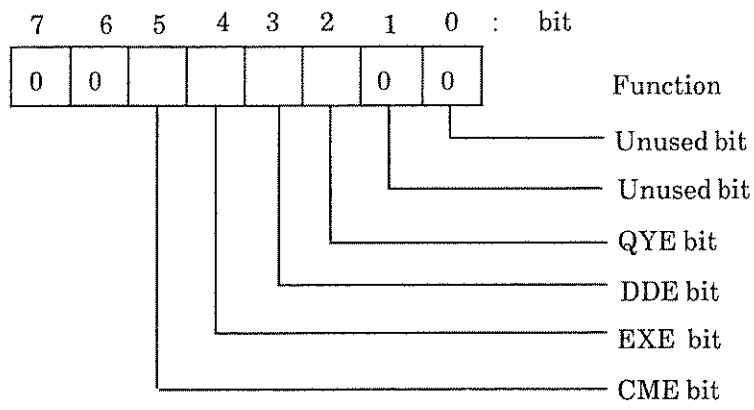 7 6 5 4 3 2 1 0 : bit
0 0 0 0 Function
Unused bit
Unused bit
QYE bit
DDE bit
EXE bit
CME bit